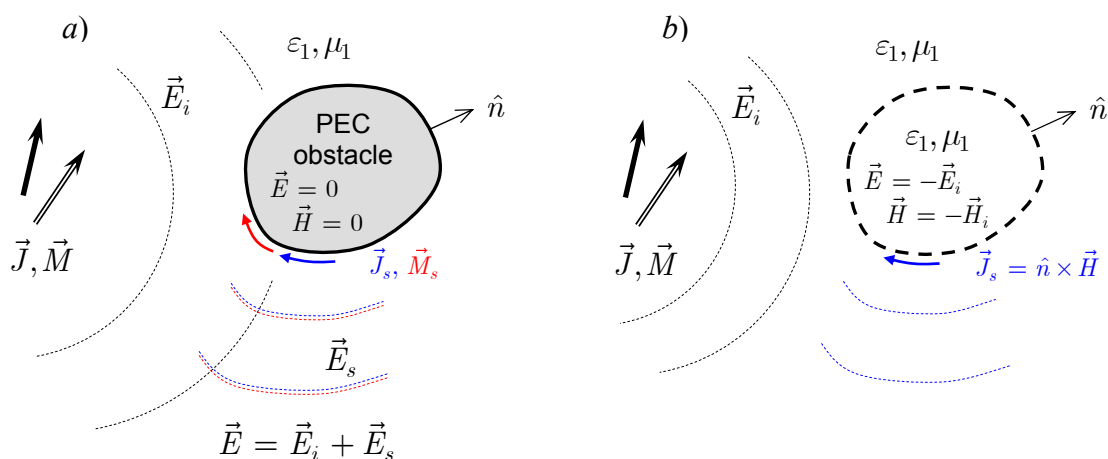 a)
ε₁, μ₁
E⃗ᵢ
n̂
PEC
obstacle
E⃗ = 0
H⃗ = 0
J⃗, M⃗
J⃗ₛ, M⃗ₛ
E⃗ₛ
E⃗ = E⃗ᵢ + E⃗ₛ
b)
ε₁, μ₁
E⃗ᵢ
n̂
ε₁, μ₁
E⃗ = −E⃗ᵢ
H⃗ = −H⃗ᵢ
J⃗, M⃗
J⃗ₛ = n̂ × H⃗